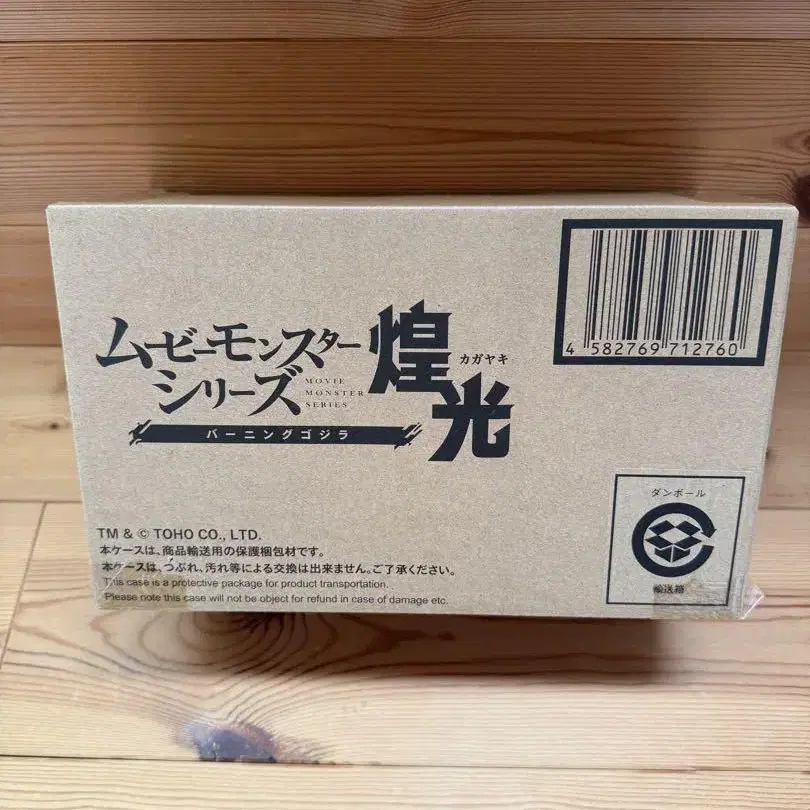 ムービーモンスター
シリーズ
MOVIE
MONSTER
SERIES
煌光
カガヤキ
バーニングゴジラ
4 582769 712760
TM & © TOHO CO., LTD.
本ケースは、商品輸送用の保護梱包材です。
本ケースは、つぶれ、汚れ等による交換は出来ません。ご了承ください。
This case is a protective package for product transportation.
Please note this case will not be object for refund in case of damage etc.
ダンボール
輸送箱